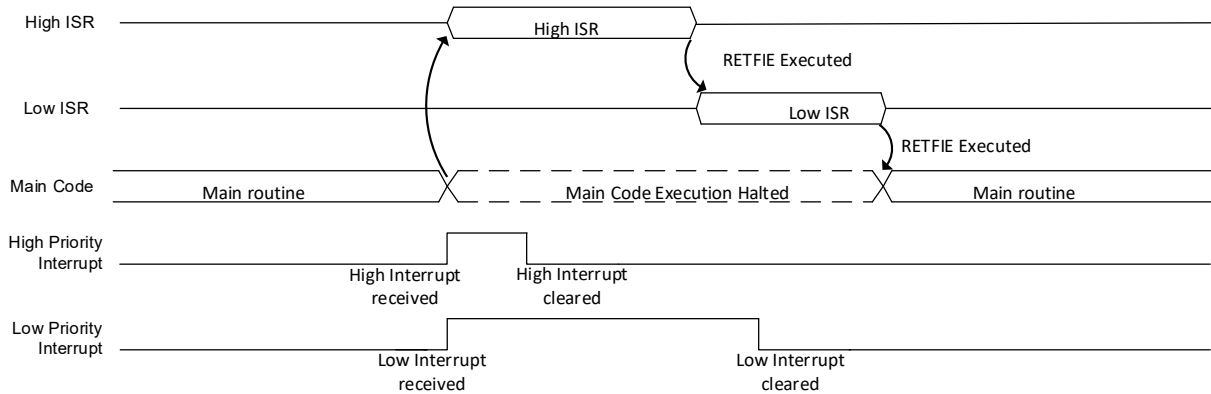 High ISR
High ISR
RETFIE Executed
Low ISR
Low ISR
RETFIE Executed
Main Code
Main routine
Main Code Execution Halted
Main routine
High Priority
Interrupt
High Interrupt
received
High Interrupt
cleared
Low Priority
Interrupt
Low Interrupt
received
Low Interrupt
cleared